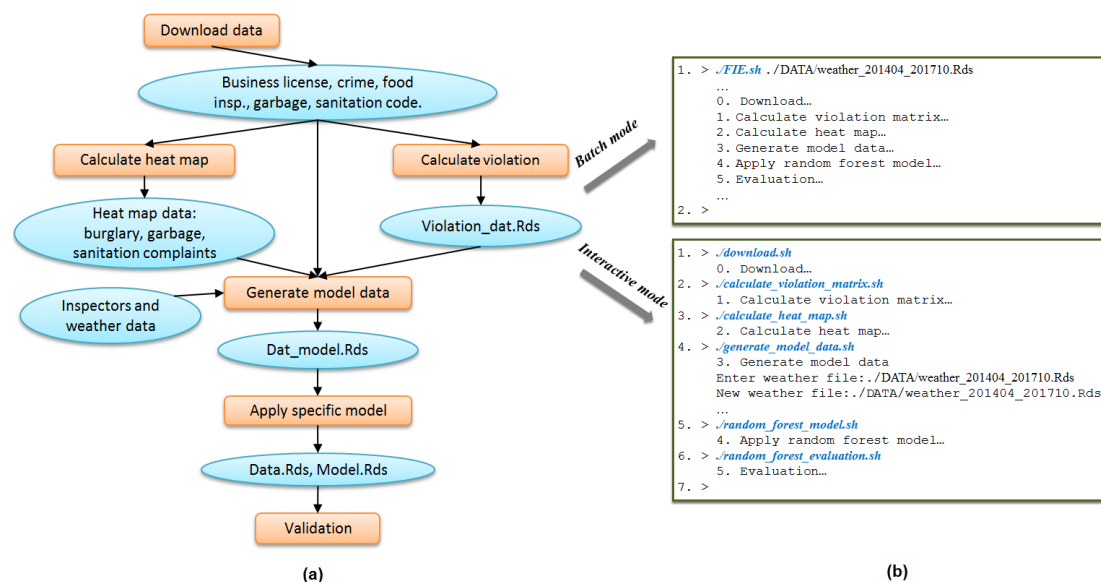 Download data
Business license, crime, food
insp., garbage, sanitation code.
Calculate heat map
Calculate violation
Heat map data:
burglary, garbage,
sanitation complaints
Violation_dat.Rds
Inspectors and
weather data
Generate model data
Dat_model.Rds
Apply specific model
Data.Rds, Model.Rds
Validation
(a)
Batch mode
Interactive mode
1. > ./FIE.sh ./DATA/weather_201404_201710.Rds
…
0. Download…
1. Calculate violation matrix…
2. Calculate heat map…
3. Generate model data…
4. Apply random forest model…
5. Evaluation…
…
2. >
1. > ./download.sh
0. Download…
2. > ./calculate_violation_matrix.sh
1. Calculate violation matrix…
3. > ./calculate_heat_map.sh
2. Calculate heat map…
4. > ./generate_model_data.sh
3. Generate model data
Enter weather file:./DATA/weather_201404_201710.Rds
New weather file:./DATA/weather_201404_201710.Rds
…
5. > ./random_forest_model.sh
4. Apply random forest model…
6. > ./random_forest_evaluation.sh
5. Evaluation…
7. >
(b)